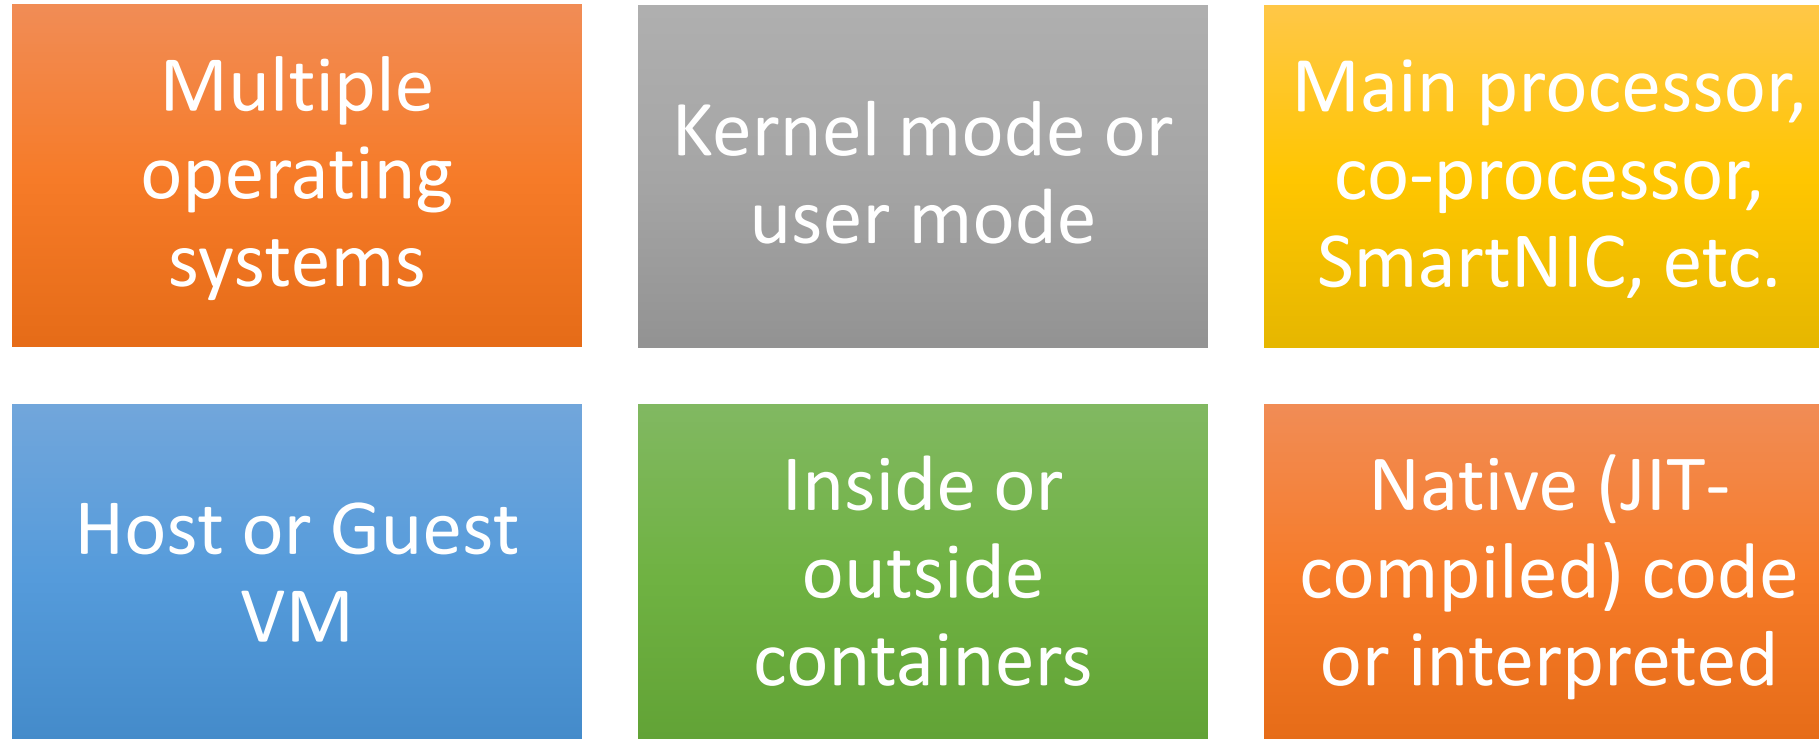 Multiple
operating
systems
Kernel mode or
user mode
Main processor,
co-processor,
SmartNIC, etc.
Host or Guest
VM
Inside or
outside
containers
Native (JIT-
compiled) code
or interpreted